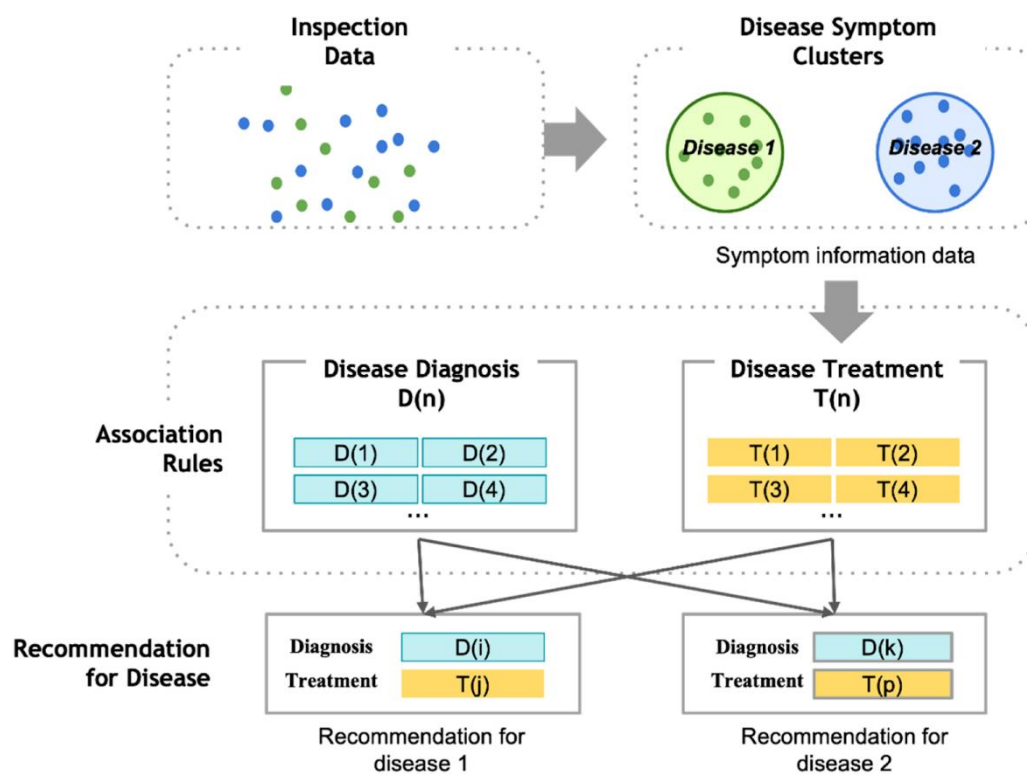 Inspection
Data
Disease Symptom
Clusters
Disease 1
Disease 2
Symptom information data
Association
Rules
Disease Diagnosis
D(n)
D(1)
D(2)
D(3)
D(4)
...
Disease Treatment
T(n)
T(1)
T(2)
T(3)
T(4)
...
Recommendation
for Disease
Diagnosis
D(i)
Treatment
T(j)
Recommendation for
disease 1
Diagnosis
D(k)
Treatment
T(p)
Recommendation for
disease 2